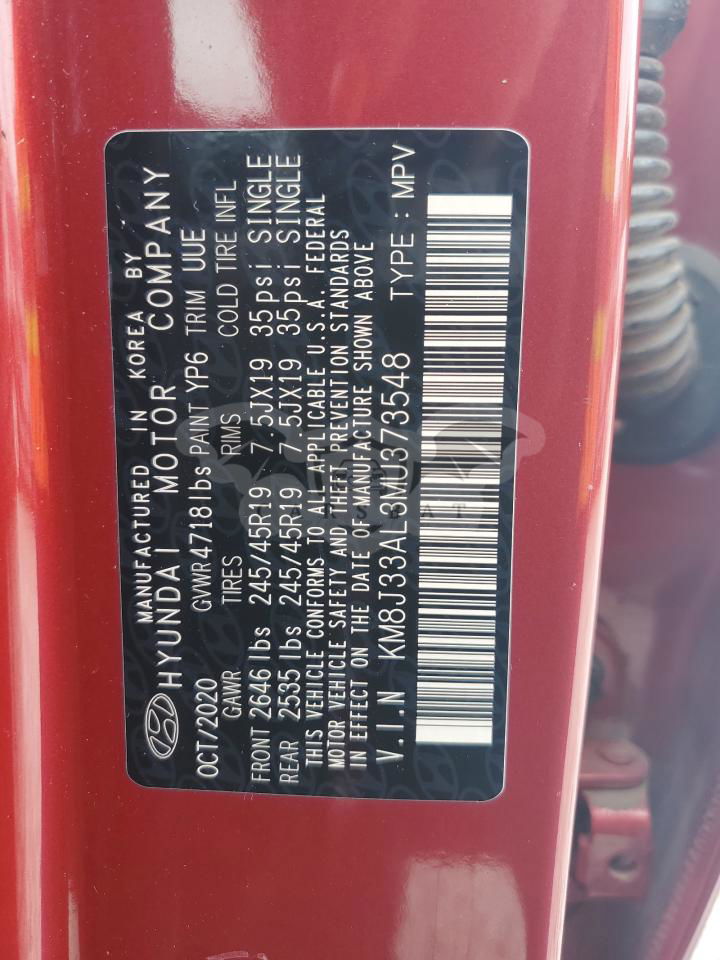 MANUFACTURED IN KOREA BY
HYUNDAI MOTOR COMPANY
OCT/2020 GVWR4718lbs PAINT YP6 TRIM UUE
GAWR TIRES RIMS COLD TIRE INFL
FRONT 2646 lbs 245/45R19 7.5JX19 35psi SINGLE
REAR 2535 lbs 245/45R19 7.5JX19 35psi SINGLE
THIS VEHICLE CONFORMS TO ALL APPLICABLE U.S.A. FEDERAL
MOTOR VEHICLE SAFETY AND THEFT PREVENTION STANDARDS
IN EFFECT ON THE DATE OF MANUFACTURE SHOWN ABOVE
V.I.N KM8J33AL3MU373548 TYPE : MPV